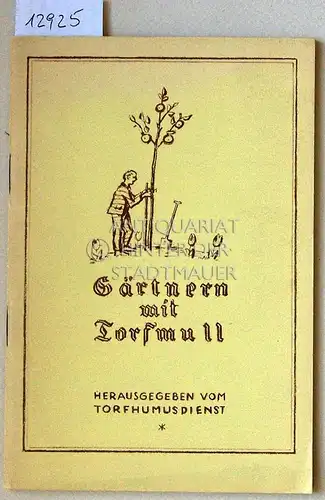 12925
ANTIQUARIAT
HINTER DER
STADTMAUER
Gärtnern
mit
Torfmull
HERAUSGEGEBEN VOM
TORFHUMUSDIENST